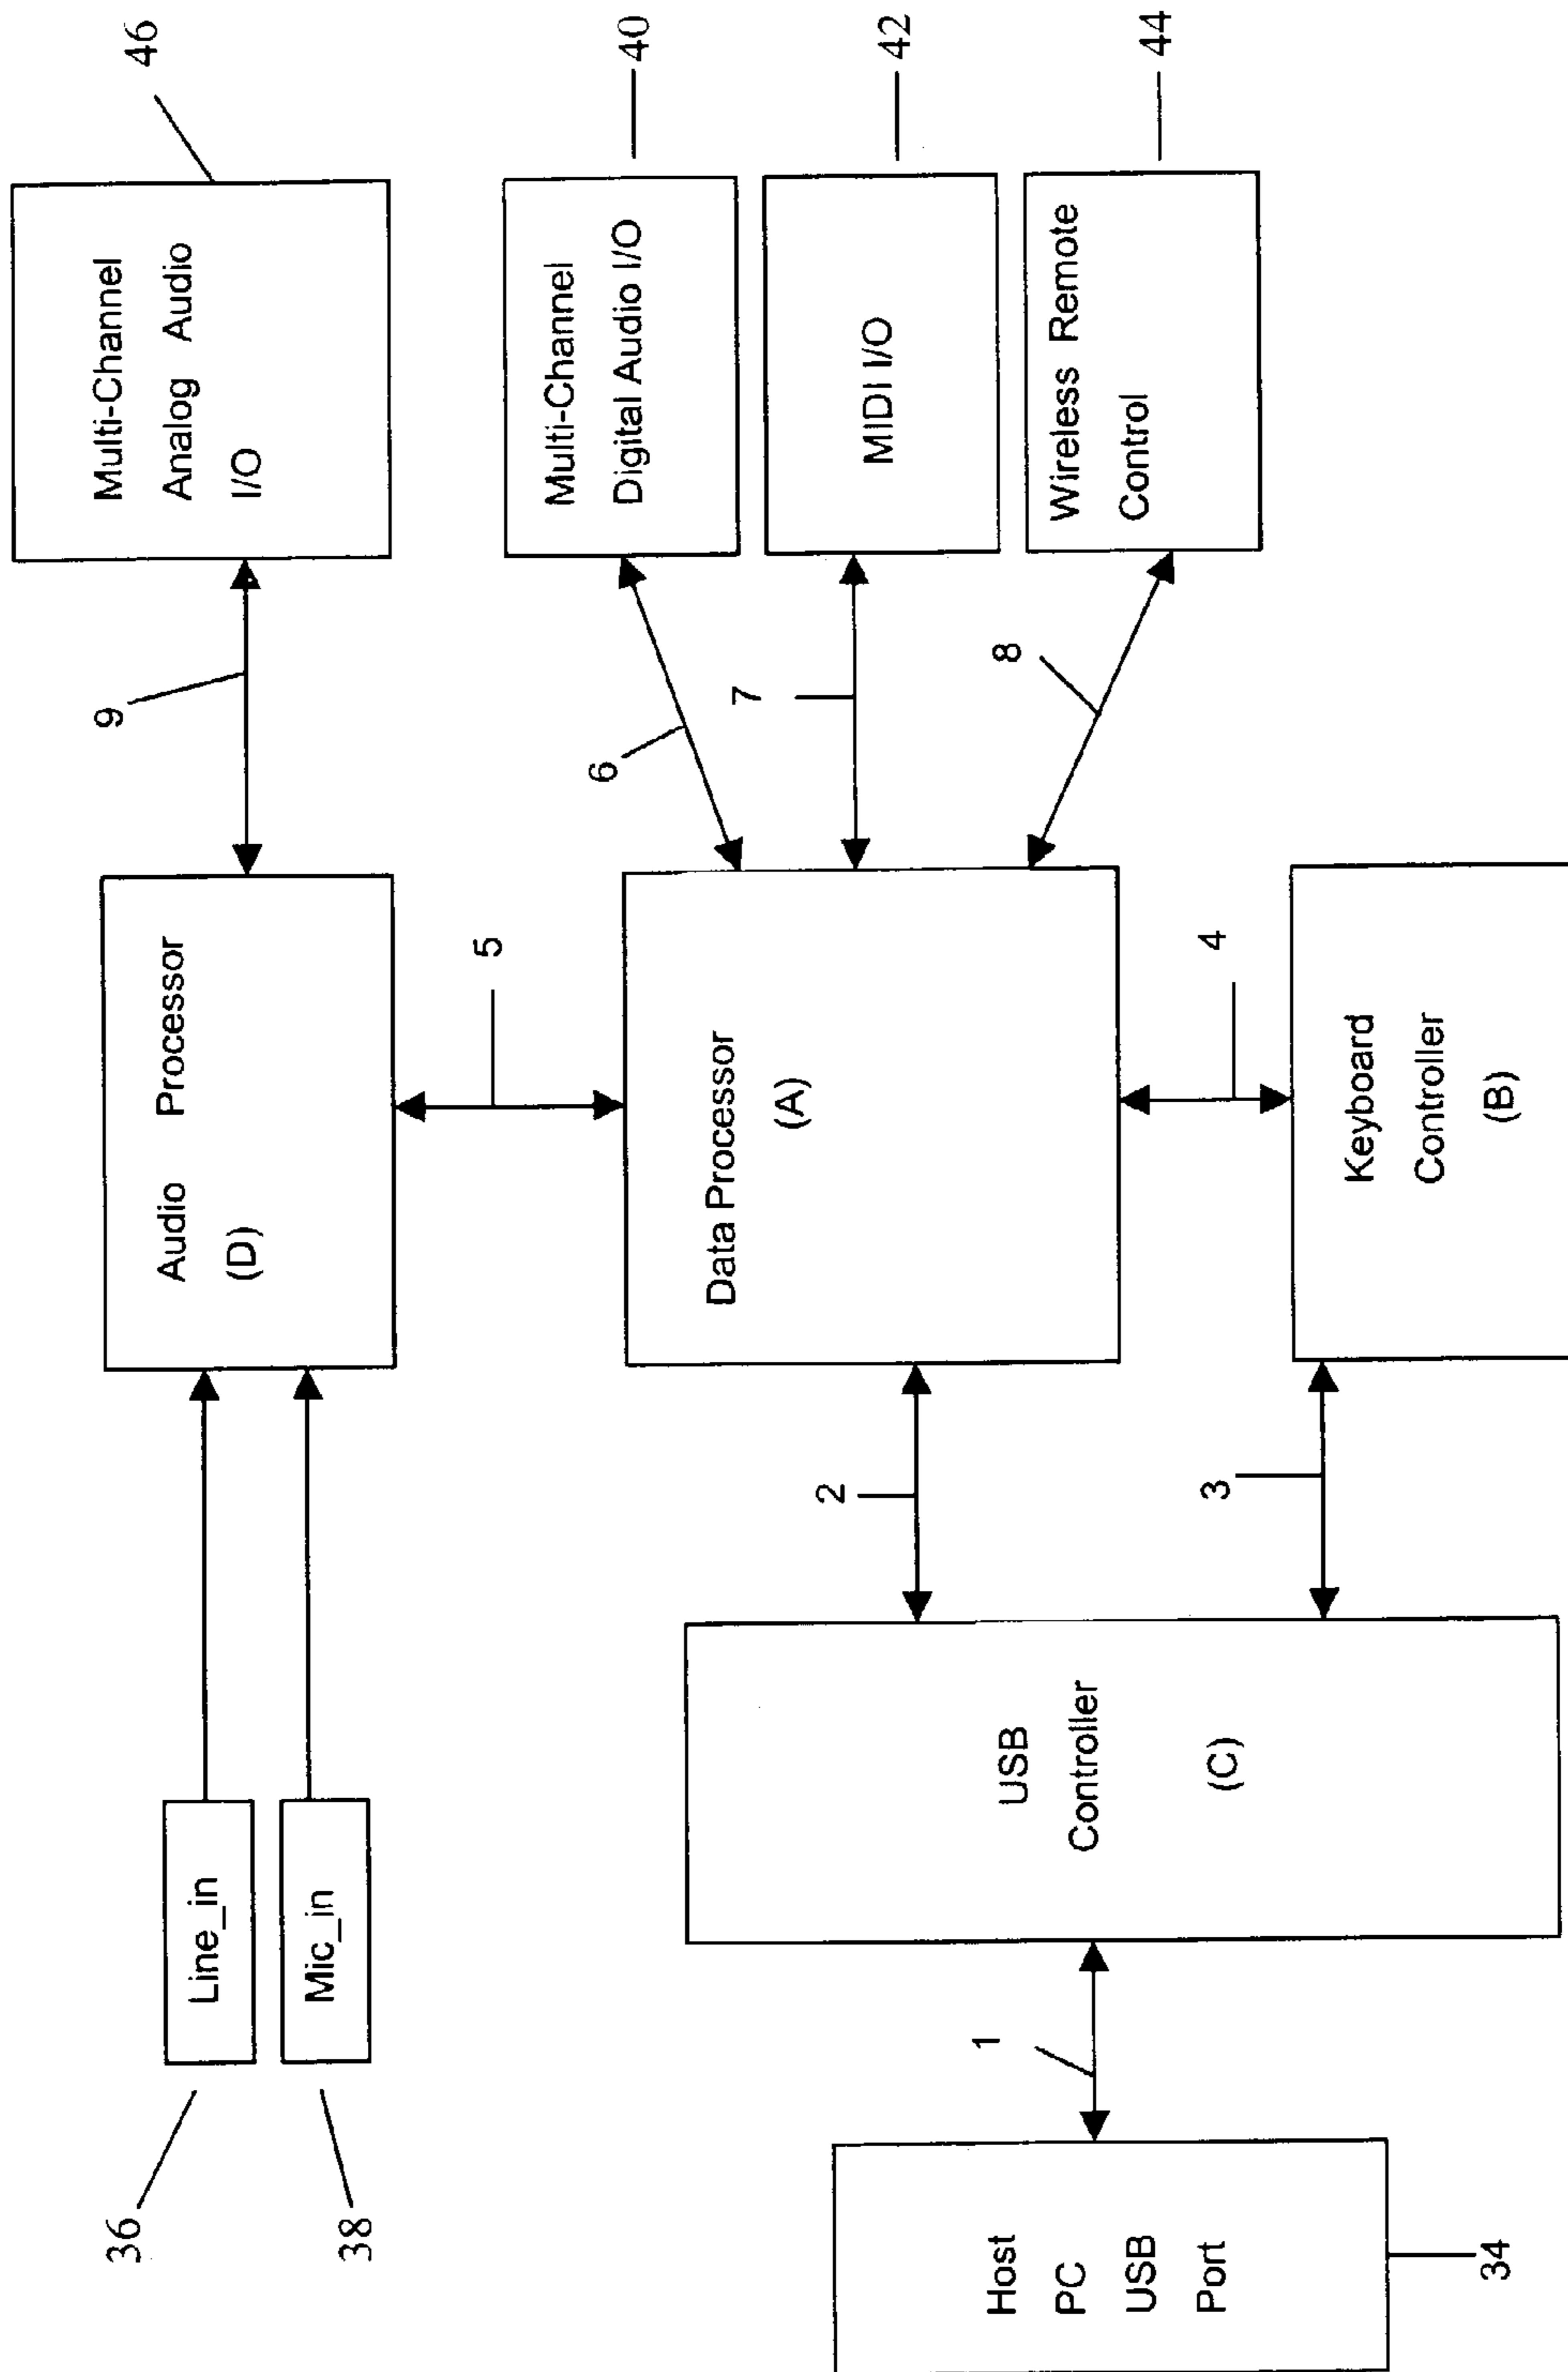 36
Line_in
38
Mic_in
Audio Processor
(D)
9
Multi-Channel
Analog Audio
I/O
46
5
Host
PC
USB
Port
34
1
USB
Controller
(C)
2
3
Data Processor
(A)
4
Keyboard
Controller
(B)
6
7
8
Multi-Channel
Digital Audio I/O
40
MIDI I/O
42
Wireless Remote
Control
44